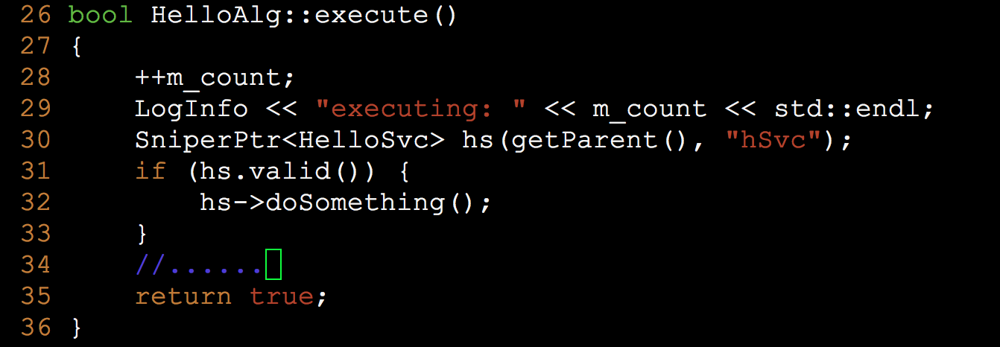 26 bool HelloAlg::execute()
27 {
28     ++m_count;
29     LogInfo << "executing: " << m_count << std::endl;
30     SniperPtr<HelloSvc> hs(getParent(), "hSvc");
31     if (hs.valid()) {
32         hs->doSomething();
33     }
34     //......
35     return true;
36 }